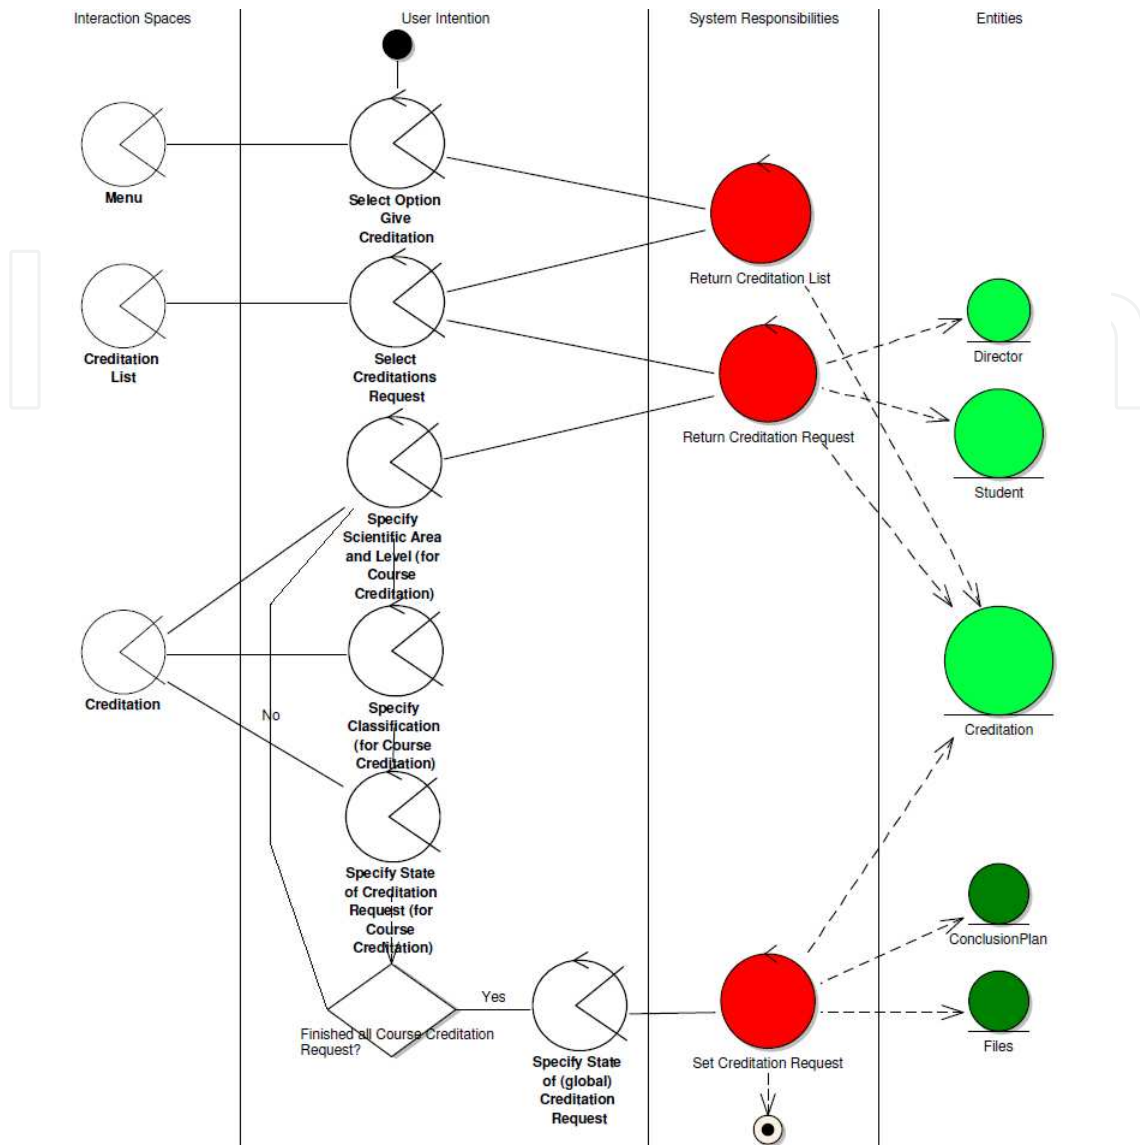 Interaction Spaces
User Intention
System Responsibilities
Entities
Menu
Select Option
Give
Creditation
Return Creditation List
Creditation
List
Select
Creditations
Request
Return Creditation Request
Director
Student
Specify
Scientific Area
and Level (for
Course
Creditation)
Creditation
No
Specify
Classification
(for Course
Creditation)
Creditation
Specify State
of Creditation
Request (for
Course
Creditation)
ConclusionPlan
Yes
Finished all Course Creditation
Request?
Specify State
of (global)
Creditation
Request
Set Creditation Request
Files